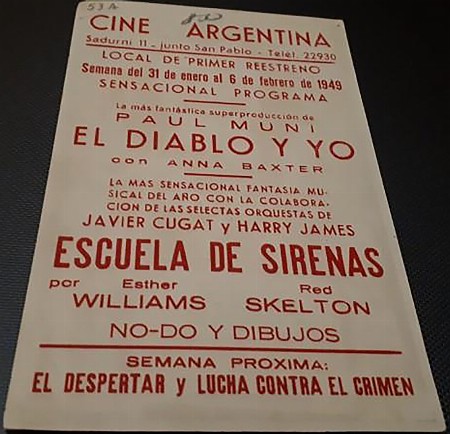 53A
CINE ARGENTINA
Sadurní 11 - junto San Pablo - Teléf. 22930
LOCAL DE PRIMER REESTRENO
Semana del 31 de enero al 6 de febrero de 1949
SENSACIONAL PROGRAMA
La más fantástica superproducción de
PAUL MUNI
EL DIABLO Y YO
con ANNA BAXTER
LA MAS SENSACIONAL FANTASIA MU-
SICAL DEL AÑO CON LA COLABORA-
CION DE LAS SELECTAS ORQUESTAS DE
JAVIER CUGAT y HARRY JAMES
ESCUELA DE SIRENAS
por Esther Red
WILLIAMS SKELTON
NO-DO Y DIBUJOS
SEMANA PROXIMA:
EL DESPERTAR y LUCHA CONTRA EL CRIMEN